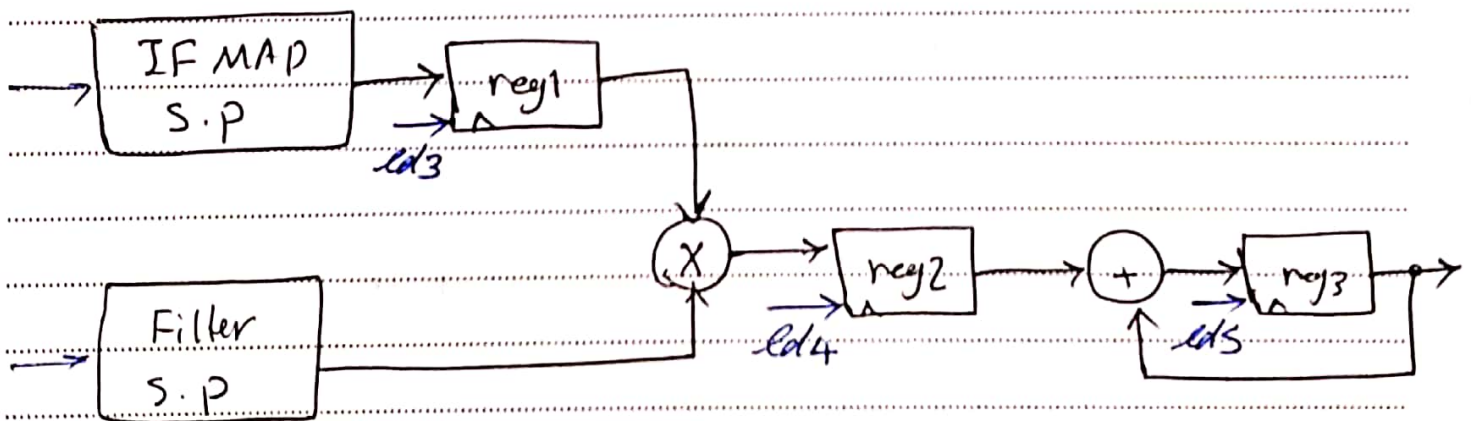 IF MAP
S.P
reg1
ld3
X
reg2
ld4
+
reg3
ld5
Filter
S.P